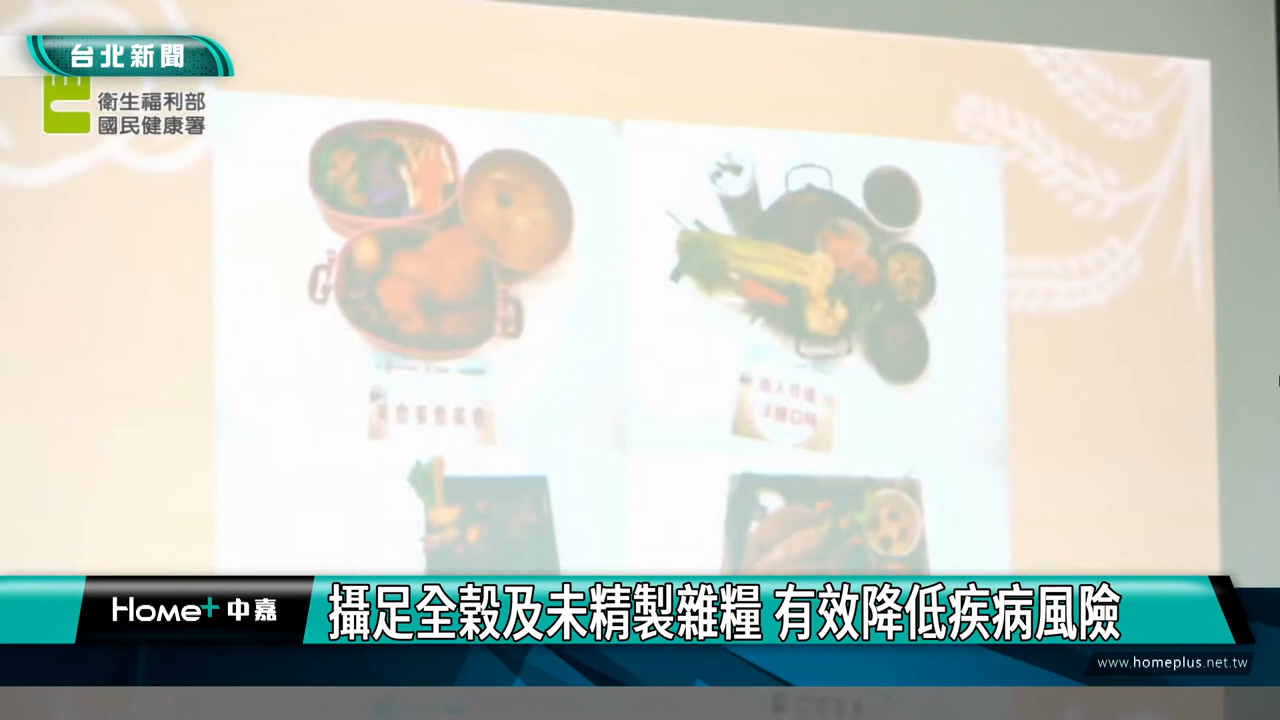 台北新聞
衛生福利部
國民健康署
Home+中嘉
攝足全穀及未精製雜糧 有效降低疾病風險
www.homeplus.net.tw